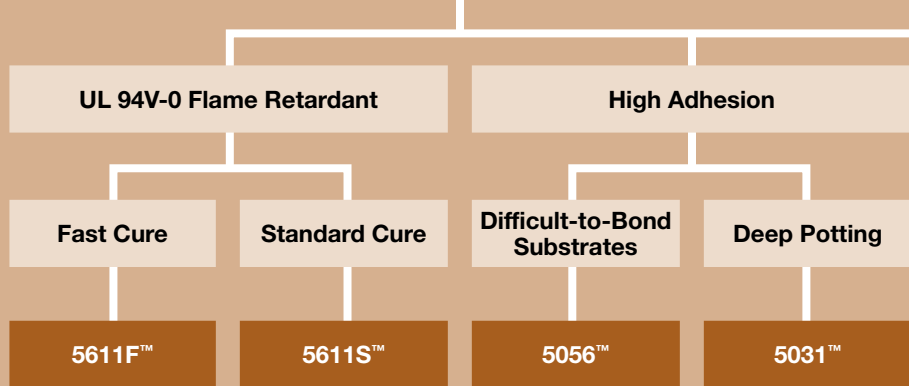 UL 94V-0 Flame Retardant
High Adhesion
Fast Cure
Standard Cure
Difficult-to-Bond
Substrates
Deep Potting
5611F™
5611S™
5056™
5031™